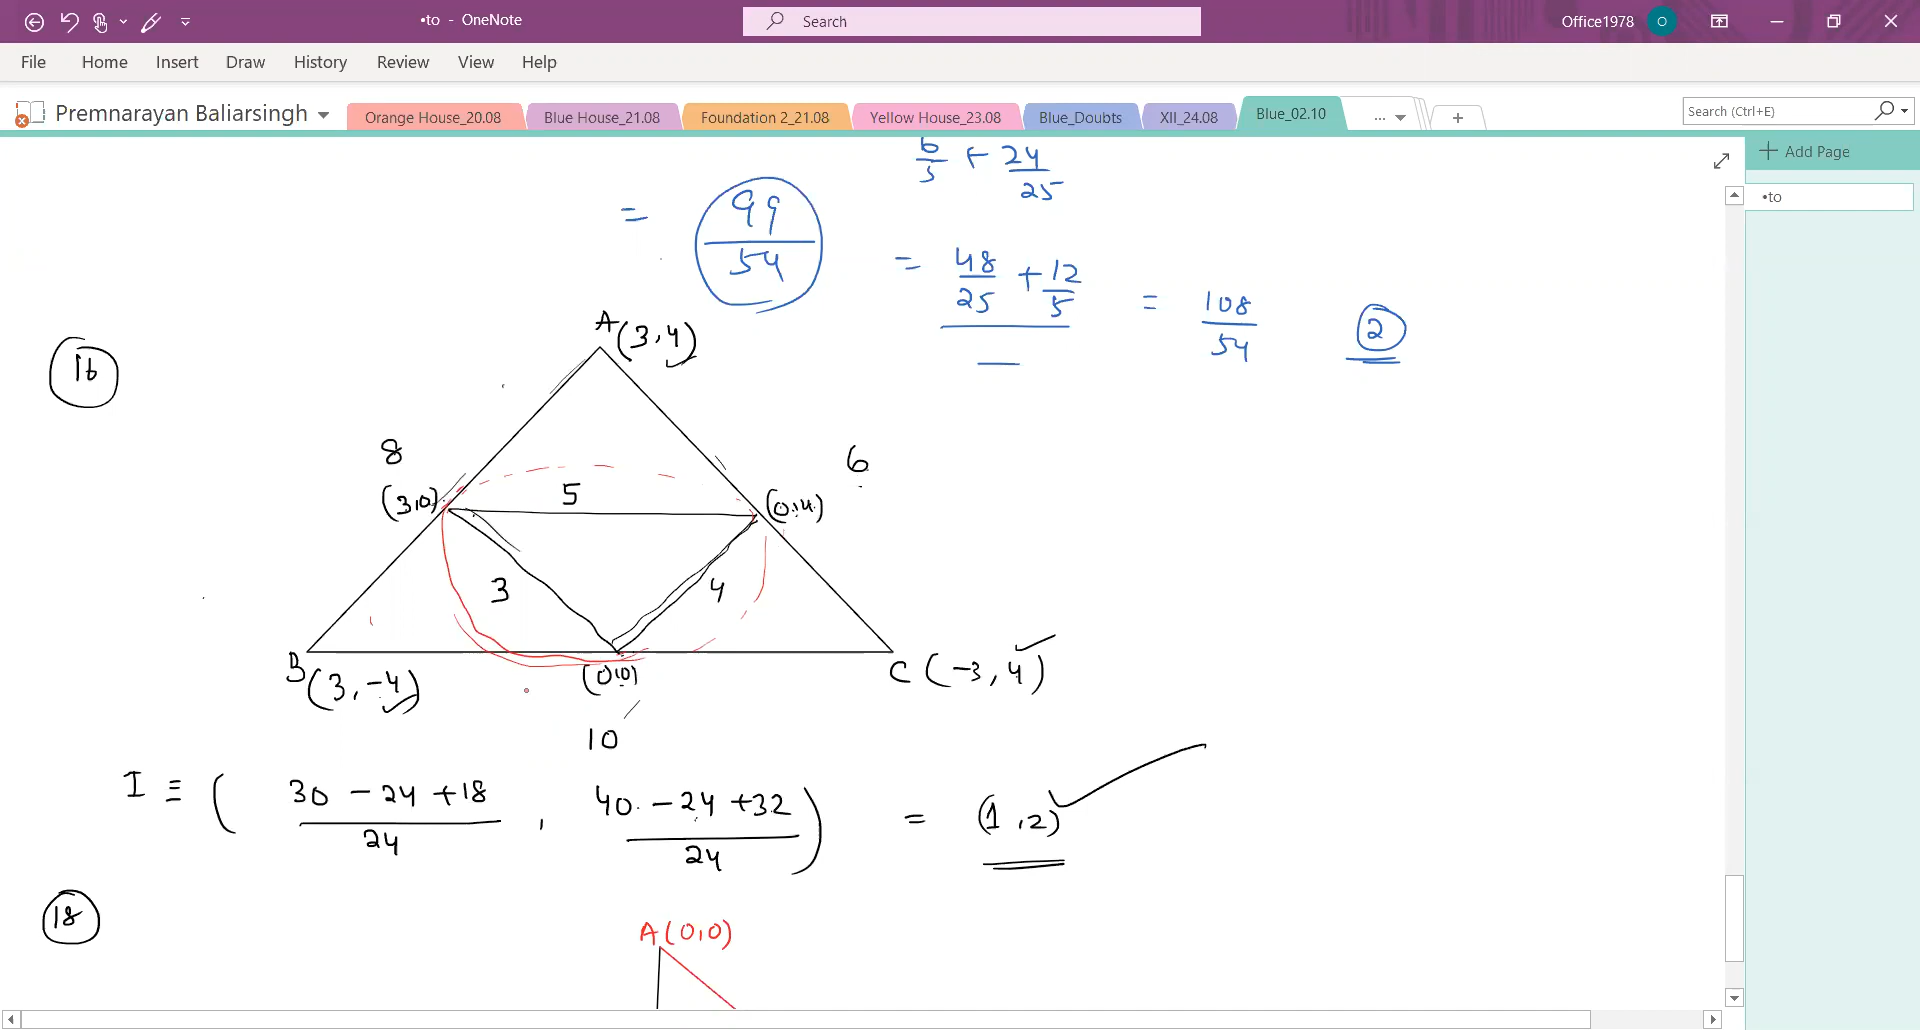 •to - OneNote
Search
Office1978
O
File Home Insert Draw History Review View Help
Premnarayan Baliarsingh
Orange House_20.08
Blue House_21.08
Foundation 2_21.08
Yellow House_23.08
Blue_Doubts
XII_24.08
Blue_02.10
...
+
Search (Ctrl+E)
+ Add Page
•to
6/5 + 24/25
= 99/54
= 48/25 + 12/5 = 108/54
2
16
A (3,4)
8
6
(3,0)
5
(0,4)
3
4
B (3,-4)
(0,0)
C (-3,4)
10
I ≡ ( 30 - 24 + 18 / 24 , 40 - 24 + 32 / 24 ) = (1,2)
18
A(0,0)